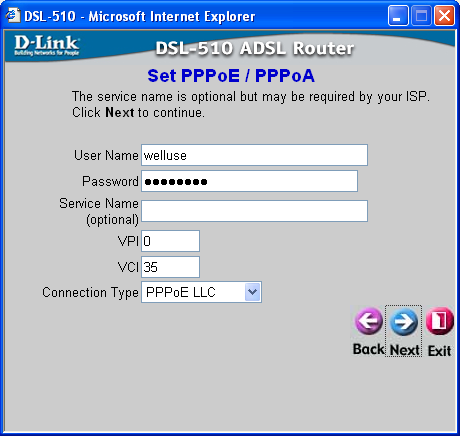 DSL-510 - Microsoft Internet Explorer
D-Link
Building Networks for People
DSL-510 ADSL Router
Set PPPoE / PPPoA
The service name is optional but may be required by your ISP.
Click Next to continue.
User Name welluse
Password ●●●●●●●●
Service Name
(optional)
VPI 0
VCI 35
Connection Type PPPoE LLC
Back Next Exit